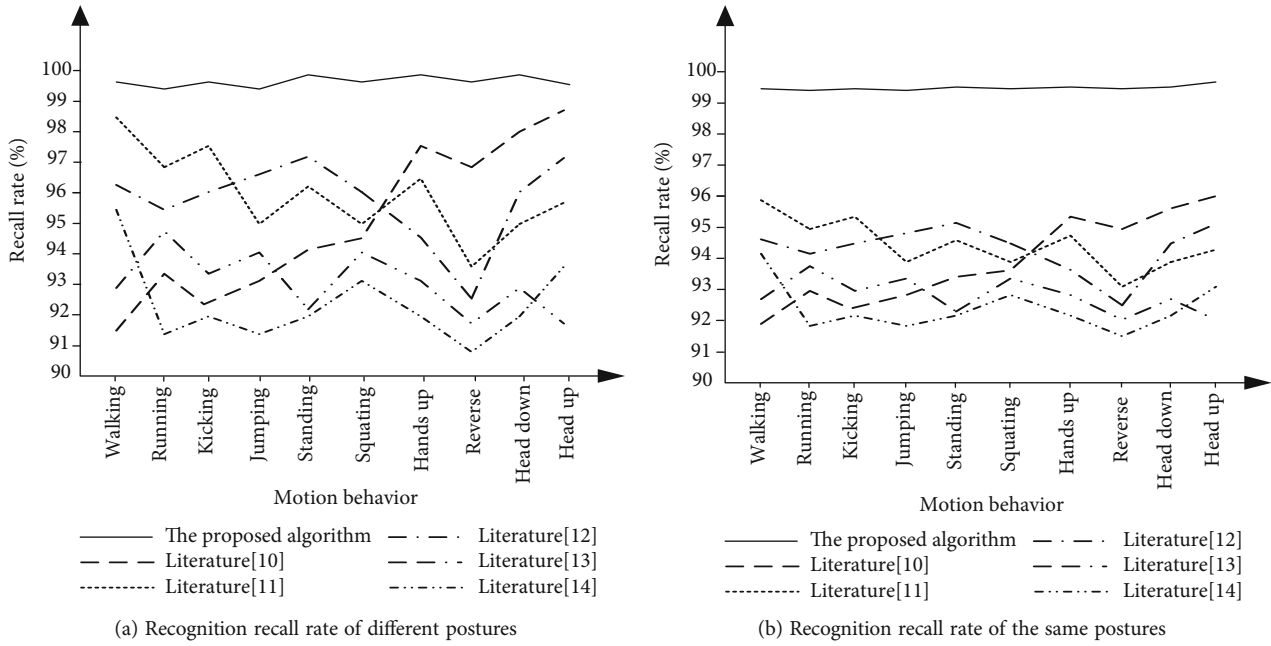 Recall rate (%)
100
99
98
97
96
95
94
93
92
91
90
Walking
Running
Kicking
Jumping
Standing
Squating
Hands up
Reverse
Head down
Head up
Motion behavior
The proposed algorithm
Literature[10]
Literature[11]
Literature[12]
Literature[13]
Literature[14]
(a) Recognition recall rate of different postures
Recall rate (%)
100
99
98
97
96
95
94
93
92
91
90
Walking
Running
Kicking
Jumping
Standing
Squating
Hands up
Reverse
Head down
Head up
Motion behavior
The proposed algorithm
Literature[10]
Literature[11]
Literature[12]
Literature[13]
Literature[14]
(b) Recognition recall rate of the same postures